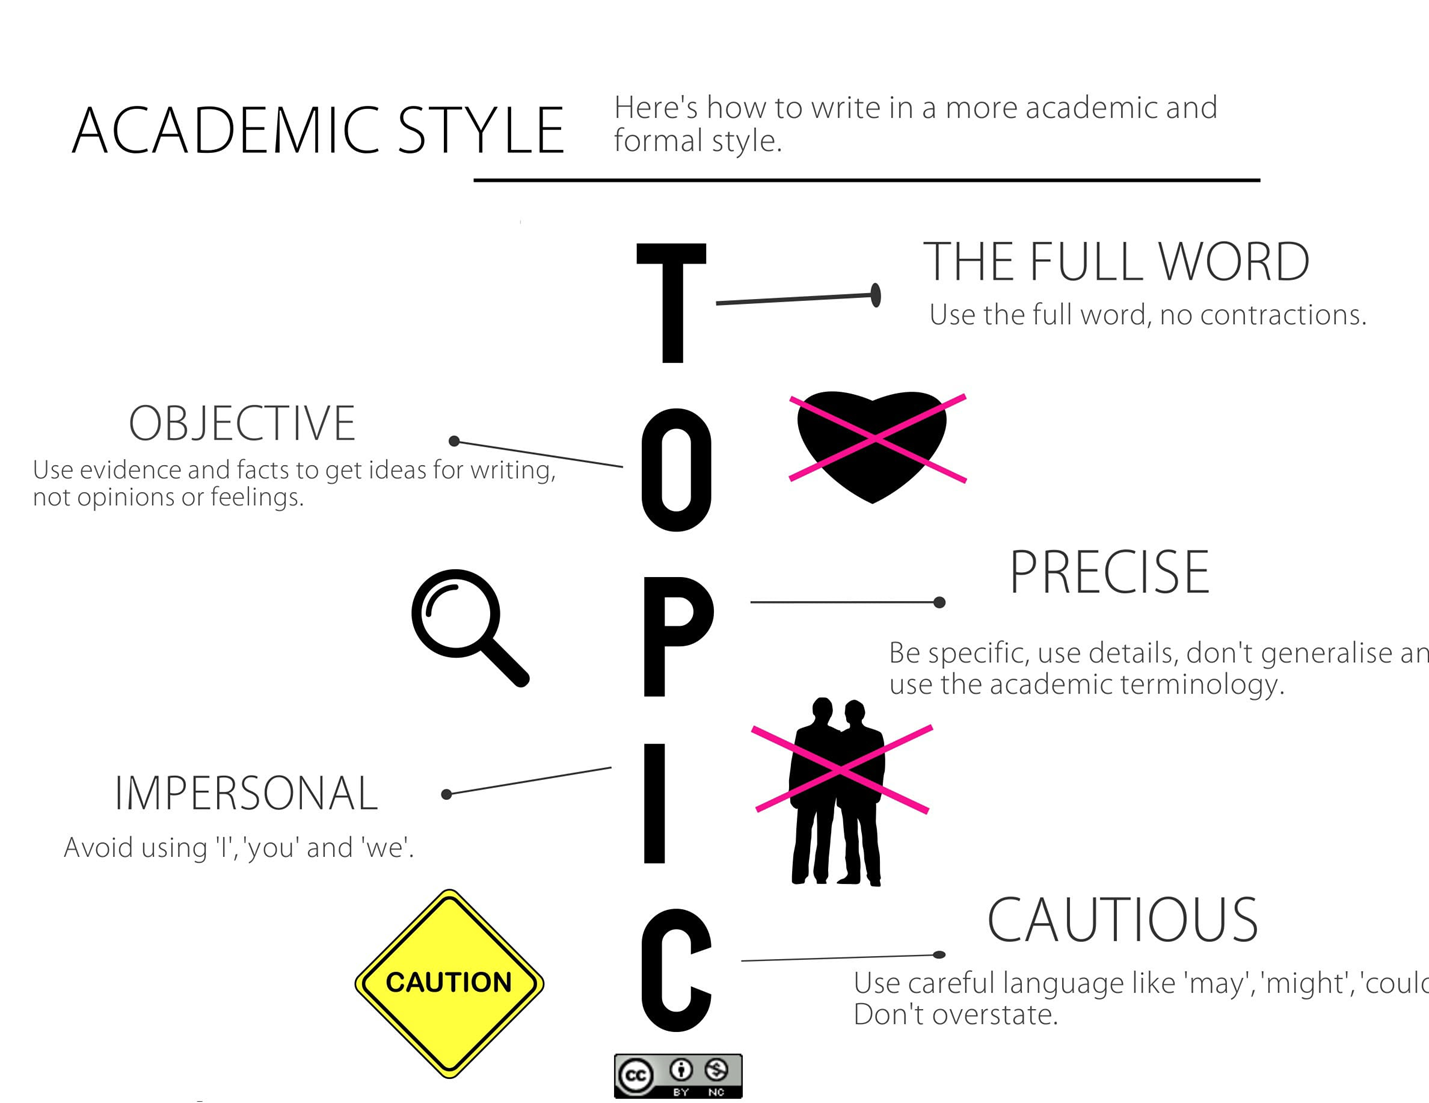 ACADEMIC STYLE
Here's how to write in a more academic and
formal style.
T
THE FULL WORD
Use the full word, no contractions.
OBJECTIVE
Use evidence and facts to get ideas for writing,
not opinions or feelings.
O
PRECISE
Be specific, use details, don't generalise
use the academic terminology.
P
IMPERSONAL
Avoid using 'I', 'you' and 'we'.
I
CAUTION
CAUTIOUS
Use careful language like 'may', 'might',
Don't overstate.
C
cc
BY NC